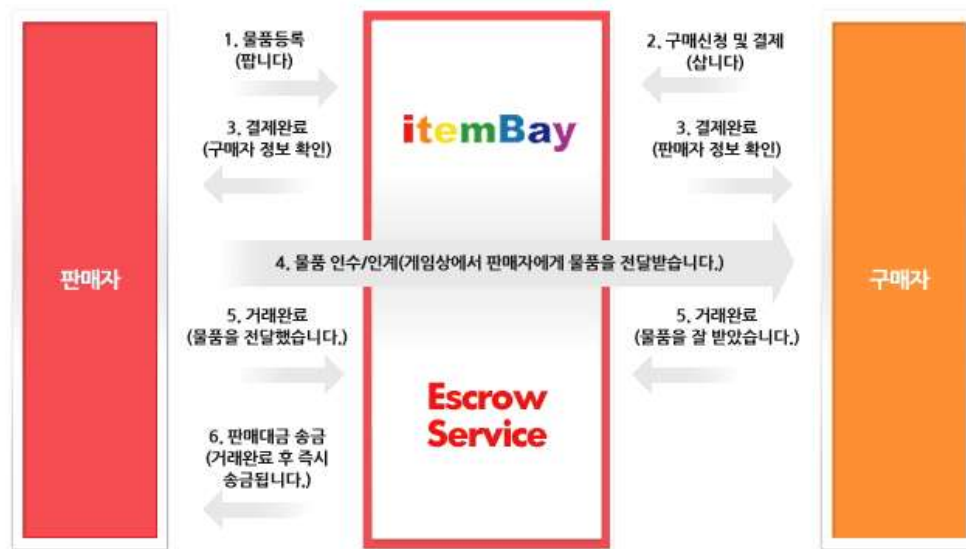 1. 물품등록
(팝니다)
2. 구매신청 및 결제
(삽니다)
itemBay
3. 결제완료
(구매자 정보 확인)
3. 결제완료
(판매자 정보 확인)
4. 물품 인수/인계(게임상에서 판매자에게 물품을 전달받습니다.)
판매자
구매자
5. 거래완료
(물품을 전달했습니다.)
5. 거래완료
(물품을 잘 받았습니다.)
Escrow
Service
6. 판매대금 송금
(거래완료 후 즉시
송금됩니다.)